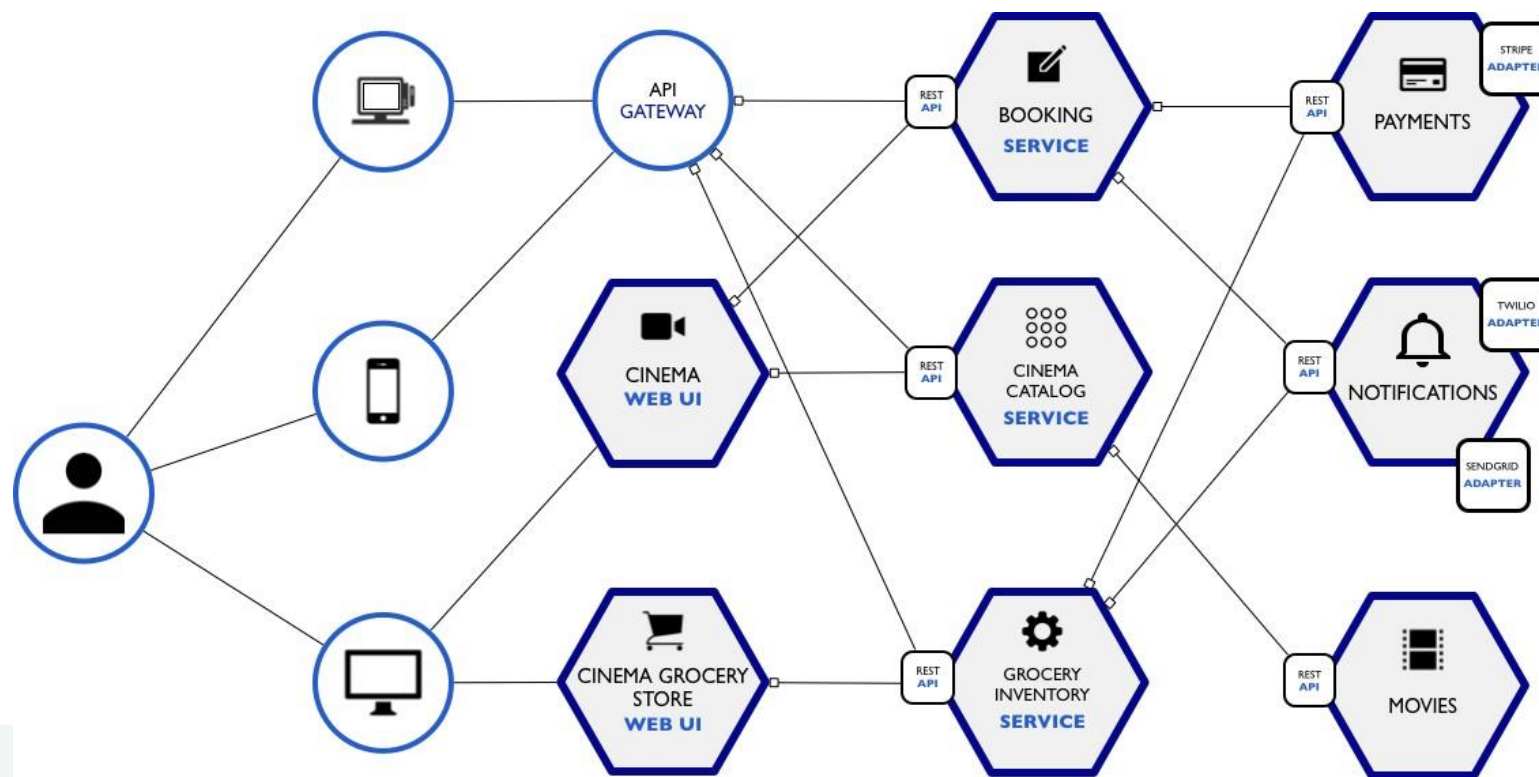 API
GATEWAY
REST
API
BOOKING
SERVICE
REST
API
PAYMENTS
STRIPE
ADAPTER
CINEMA
WEB UI
REST
API
CINEMA
CATALOG
SERVICE
REST
API
NOTIFICATIONS
TWILIO
ADAPTER
SENDGRID
ADAPTER
CINEMA GROCERY
STORE
WEB UI
REST
API
GROCERY
INVENTORY
SERVICE
REST
API
MOVIES